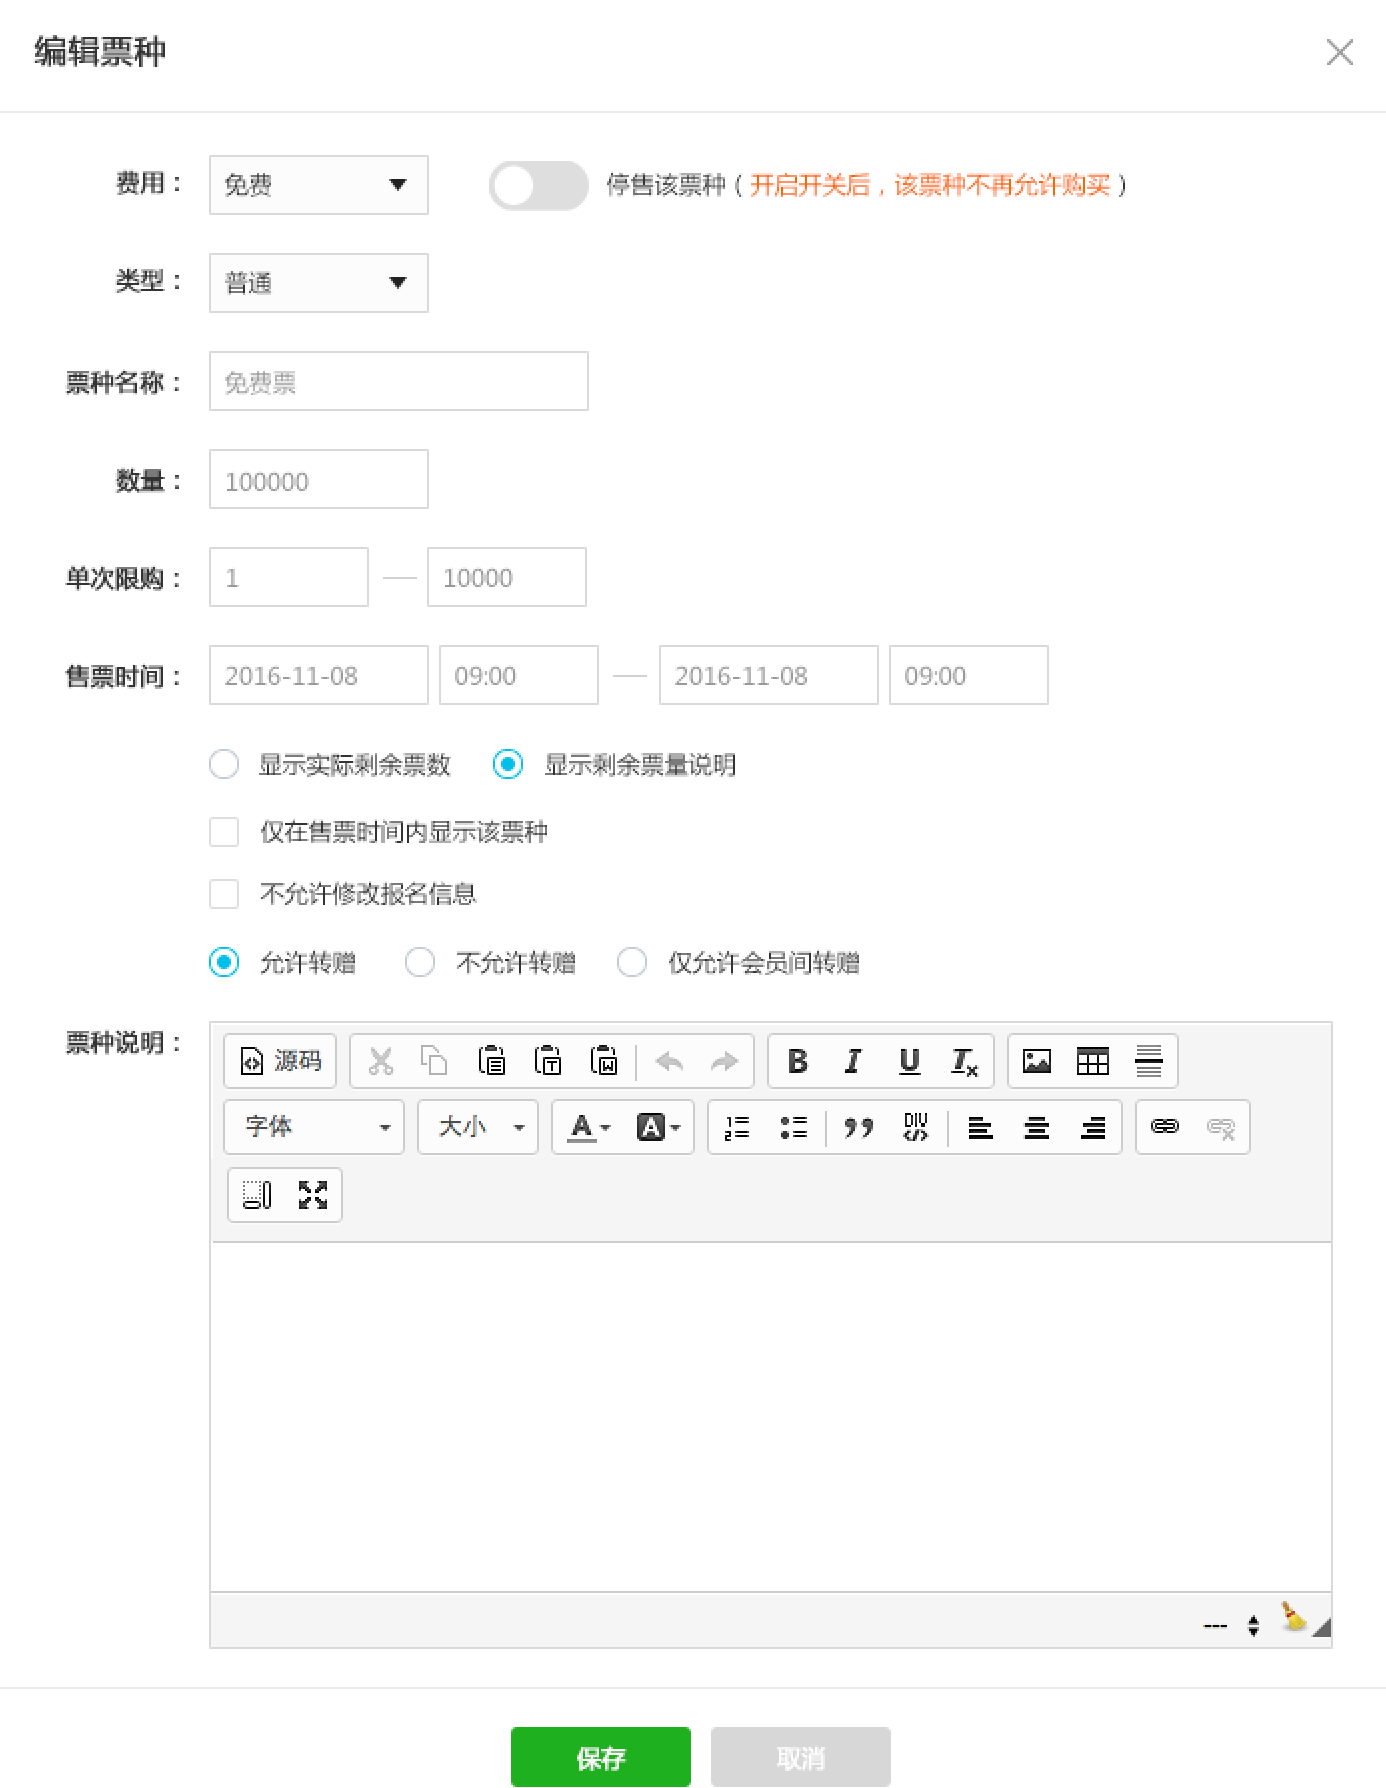 编辑票种
费用： 免费 停售该票种（开启开关后，该票种不再允许购买）
类型： 普通
票种名称： 免费票
数量： 100000
单次限购： 1 — 10000
售票时间： 2016-11-08 09:00 — 2016-11-08 09:00
显示实际剩余票数 显示剩余票量说明
仅在售票时间内显示该票种
不允许修改报名信息
允许转赠 不允许转赠 仅允许会员间转赠
票种说明： 源码 B I U Tx
字体 大小 A A DIV
---
保存 取消